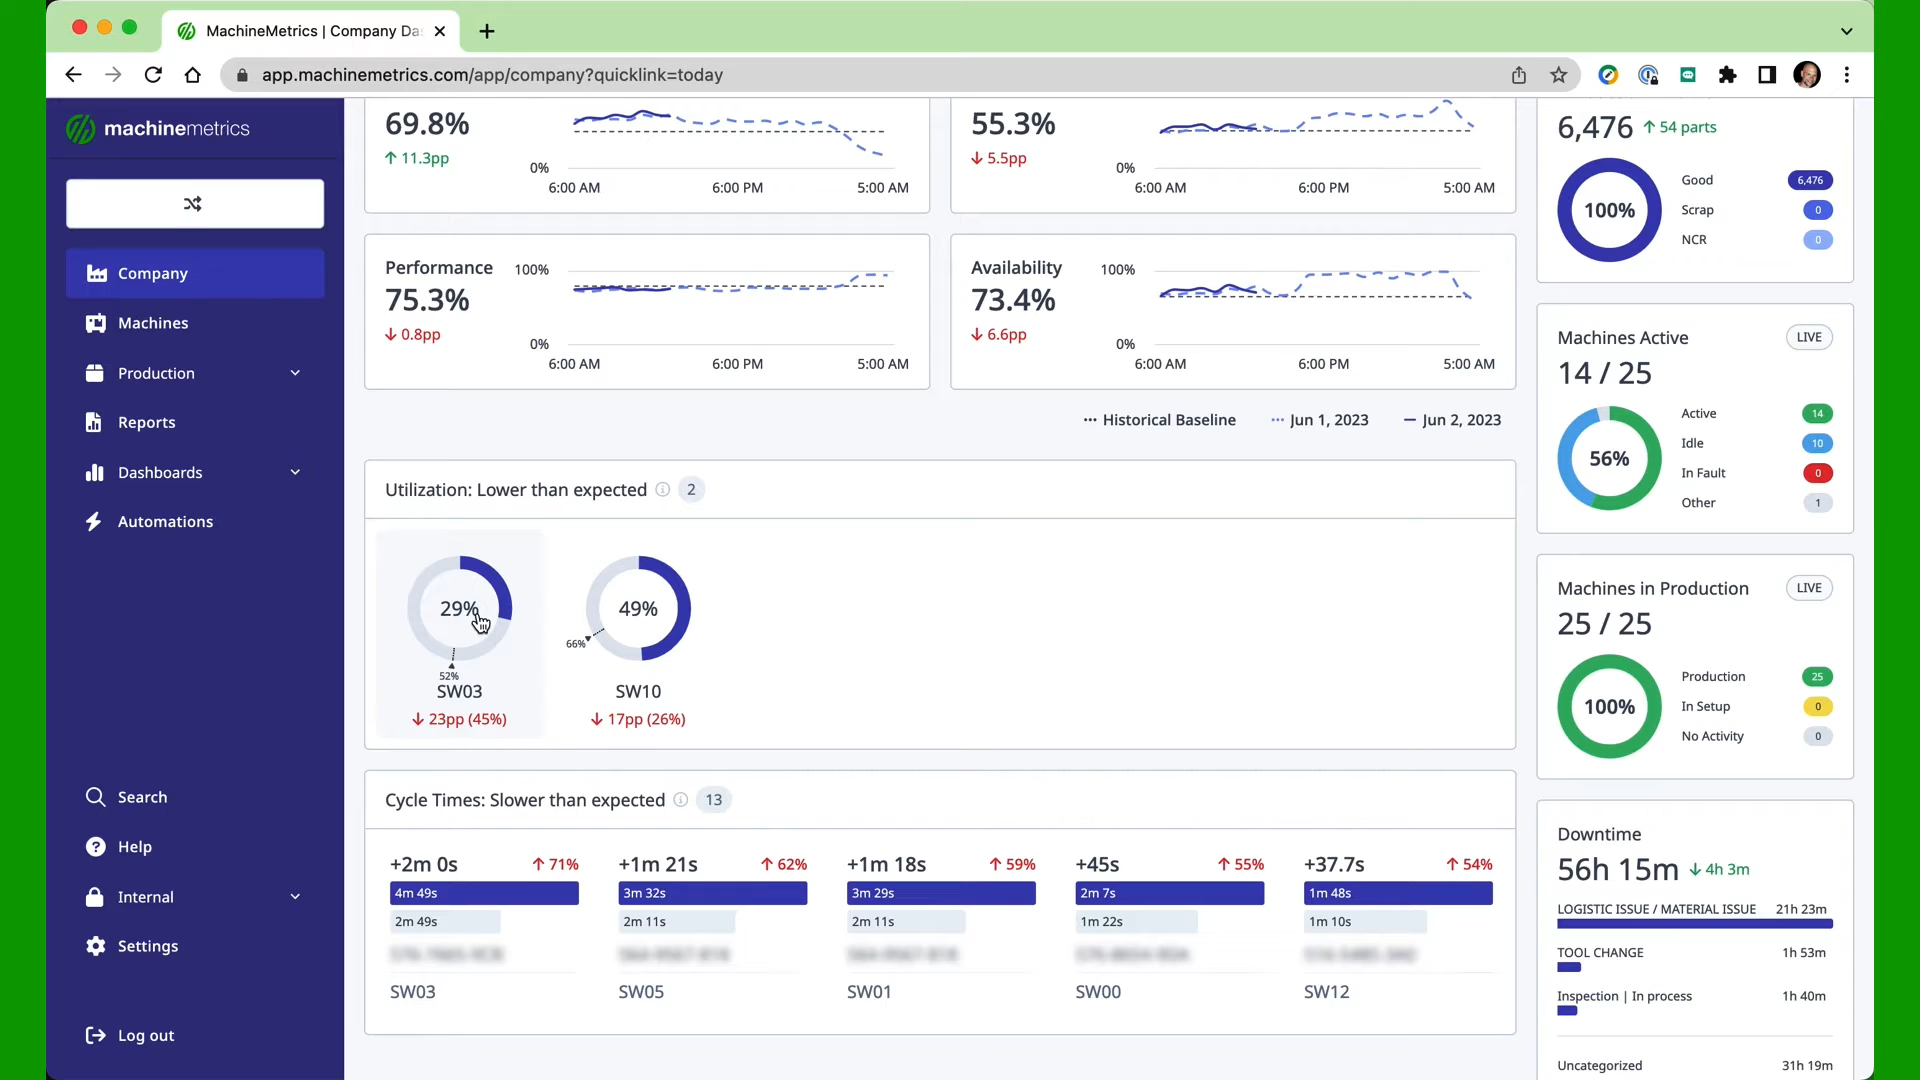 MachineMetrics | Company Da
app.machinemetrics.com/app/company?quicklink=today
machinemetrics
Company
Machines
Production
Reports
Dashboards
Automations
Search
Help
Internal
Settings
Log out
69.8%
11.3pp
0%
6:00 AM
6:00 PM
5:00 AM
55.3%
5.5pp
0%
6:00 AM
6:00 PM
5:00 AM
Performance
75.3%
0.8pp
100%
0%
6:00 AM
6:00 PM
5:00 AM
Availability
73.4%
6.6pp
100%
0%
6:00 AM
6:00 PM
5:00 AM
Historical Baseline
Jun 1, 2023
Jun 2, 2023
Utilization: Lower than expected 2
29%
52%
SW03
23pp (45%)
49%
66%
SW10
17pp (26%)
Cycle Times: Slower than expected 13
+2m 0s 71%
4m 49s
2m 49s
SW03
+1m 21s 62%
3m 32s
2m 11s
SW05
+1m 18s 59%
3m 29s
2m 11s
SW01
+45s 55%
2m 7s
1m 22s
SW00
+37.7s 54%
1m 48s
1m 10s
SW12
6,476 54 parts
100%
Good 6,476
Scrap 0
NCR 0
Machines Active LIVE
14 / 25
56%
Active 14
Idle 10
In Fault 0
Other 1
Machines in Production LIVE
25 / 25
100%
Production 25
In Setup 0
No Activity 0
Downtime
56h 15m 4h 3m
LOGISTIC ISSUE / MATERIAL ISSUE 21h 23m
TOOL CHANGE 1h 53m
Inspection | In process 1h 40m
Uncategorized 31h 19m